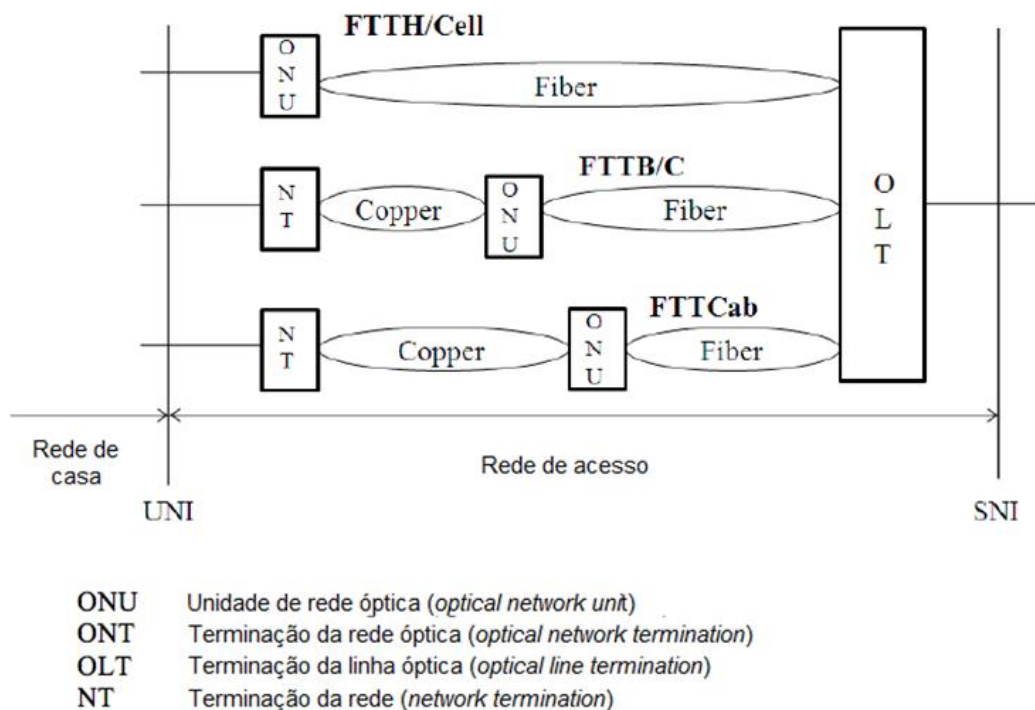 FTTH/Cell
O
N
U
Fiber
FTTB/C
N
T
Copper
O
N
U
Fiber
O
L
T
FTTCab
N
T
Copper
O
N
U
Fiber
Rede de
casa
Rede de acesso
UNI
SNI
ONU Unidade de rede óptica (optical network unit)
ONT Terminação da rede óptica (optical network termination)
OLT Terminação da linha óptica (optical line termination)
NT Terminação da rede (network termination)